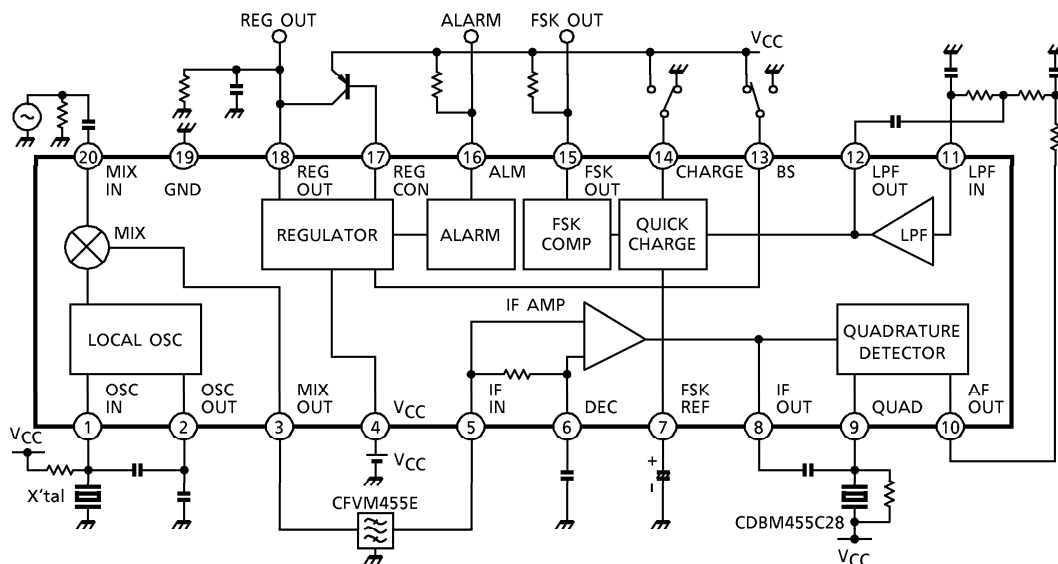 REG OUT
ALARM
FSK OUT
VCC
20
19
18
17
16
15
14
13
12
11
MIX
IN
GND
REG
OUT
REG
CON
ALM
FSK
OUT
CHARGE
BS
LPF
OUT
LPF
IN
MIX
REGULATOR
ALARM
FSK
COMP
QUICK
CHARGE
LPF
LOCAL OSC
IF AMP
QUADRATURE
DETECTOR
OSC
IN
OSC
OUT
MIX
OUT
VCC
IF
IN
DEC
FSK
REF
IF
OUT
QUAD
AF
OUT
1
2
3
4
5
6
7
8
9
10
VCC
X'tal
VCC
CFVM455E
+
-
CDBM455C28
VCC